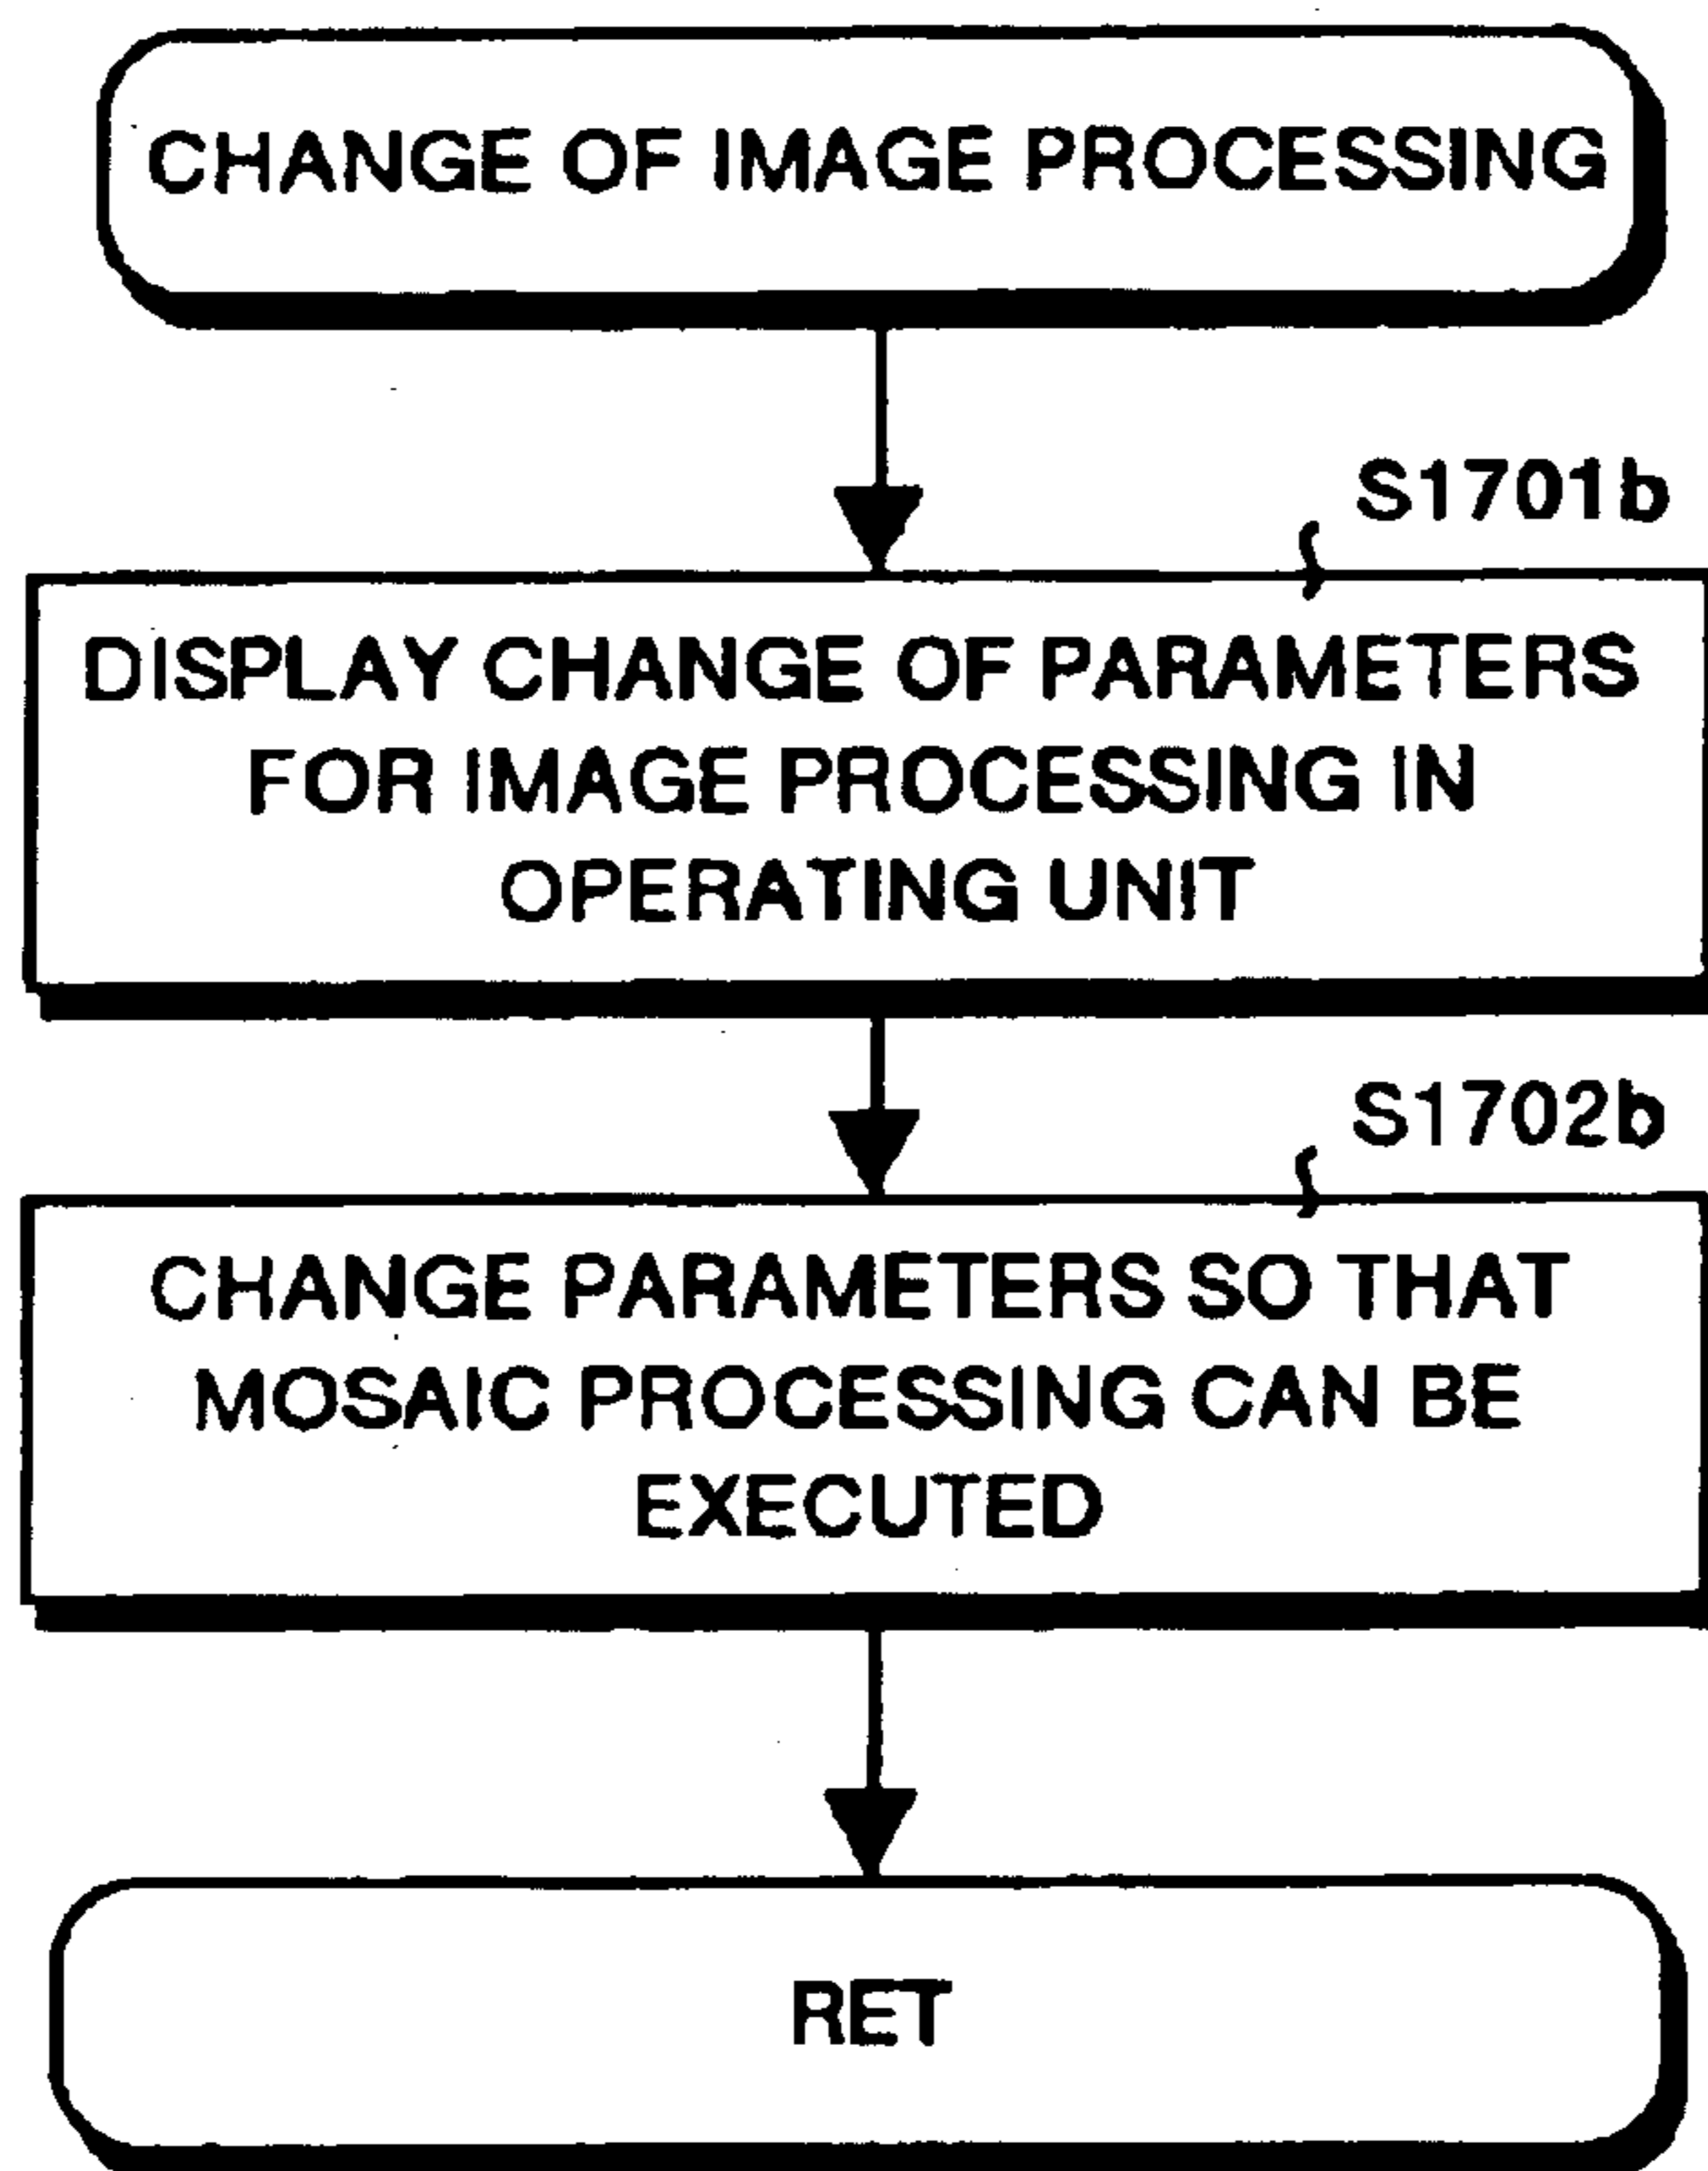 CHANGE OF IMAGE PROCESSING
S1701b
DISPLAY CHANGE OF PARAMETERS
FOR IMAGE PROCESSING IN
OPERATING UNIT
S1702b
CHANGE PARAMETERS SO THAT
MOSAIC PROCESSING CAN BE
EXECUTED
RET